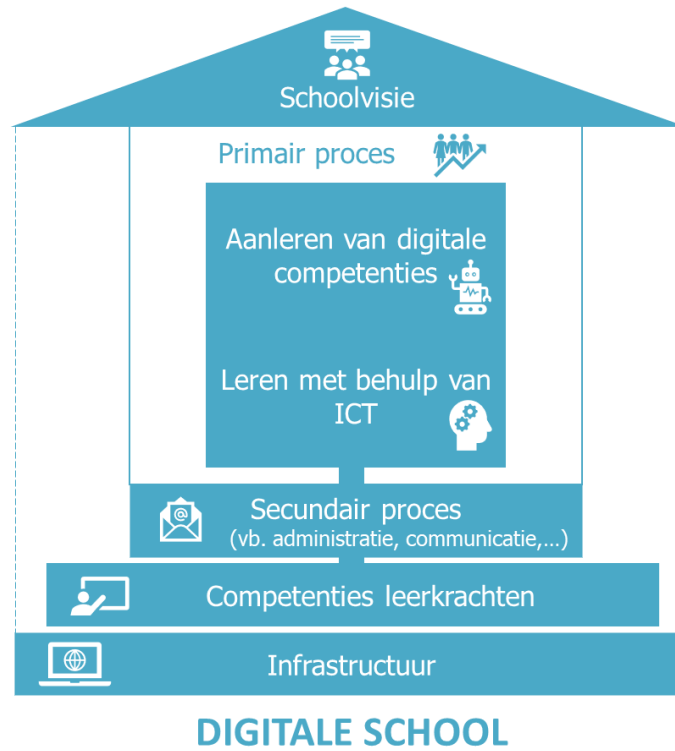 Schoolvisie
Primair proces
Aanleren van digitale
competenties
Leren met behulp van
ICT
Secundair proces
(vb. administratie, communicatie,...)
Competenties leerkrachten
Infrastructuur
DIGITALE SCHOOL